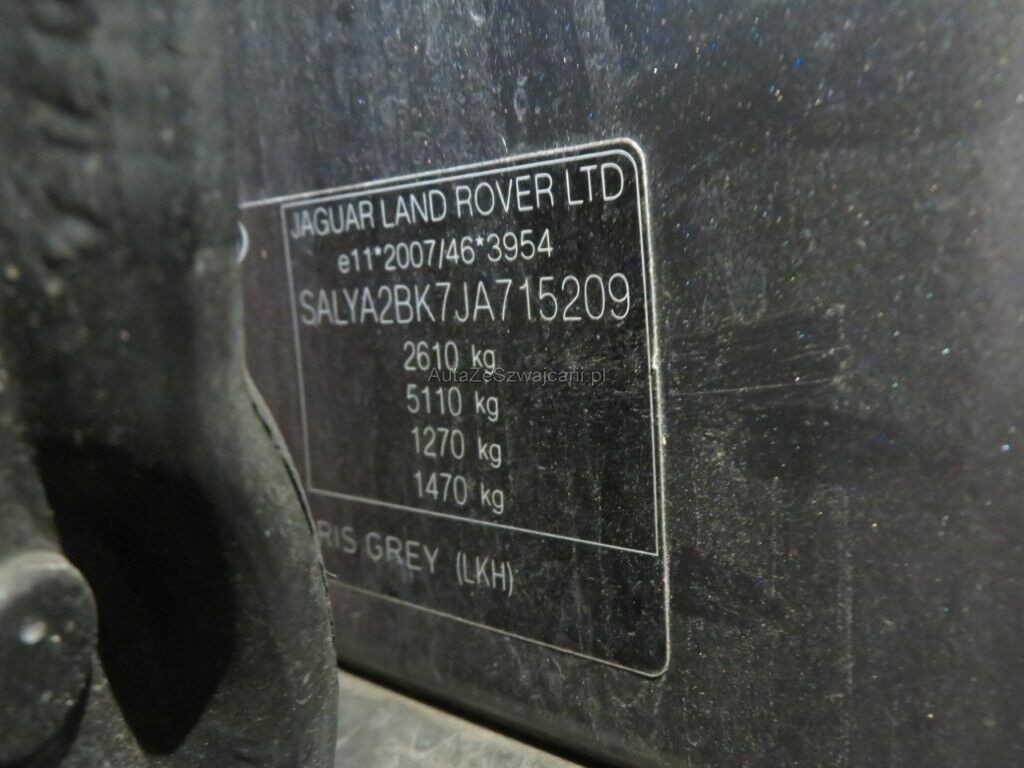 JAGUAR LAND ROVER LTD
e11*2007/46*3954
SALYA2BK7JA715209
2610 kg
AutaZeSzwajcarii.pl
5110 kg
1270 kg
1470 kg
RIS GREY (LKH)